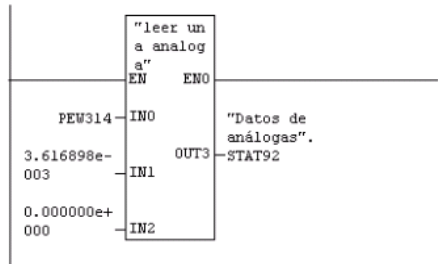 "leer un
a analog
a"
EN ENO
PEW314 IN0
"Datos de
análogas".
OUT3 STAT92
3.616898e-
003 IN1
0.000000e+
000 IN2